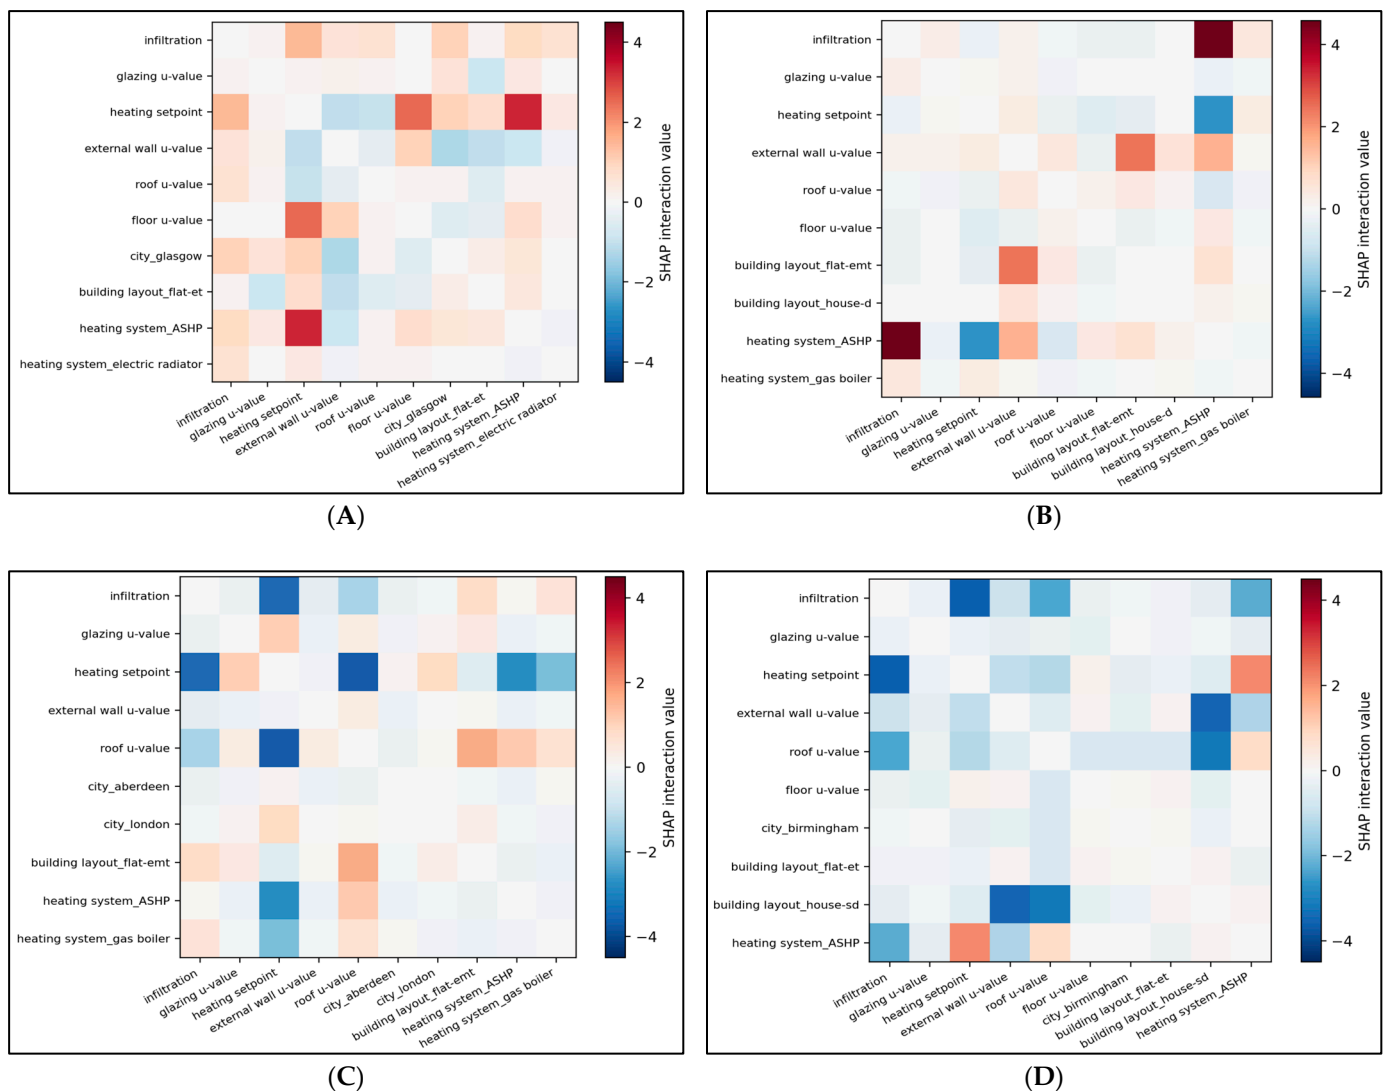 infiltration
glazing u-value
heating setpoint
external wall u-value
roof u-value
floor u-value
city_glasgow
building layout_flat-et
heating system_ASHP
heating system_electric radiator
infiltration
glazing u-value
heating setpoint
external wall u-value
roof u-value
floor u-value
city_glasgow
building layout_flat-et
heating system_ASHP
heating system_electric radiator
4
2
0
−2
−4
SHAP interaction value
(A)
infiltration
glazing u-value
heating setpoint
external wall u-value
roof u-value
floor u-value
building layout_flat-emt
building layout_house-d
heating system_ASHP
heating system_gas boiler
infiltration
glazing u-value
heating setpoint
external wall u-value
roof u-value
floor u-value
building layout_flat-emt
building layout_house-d
heating system_ASHP
heating system_gas boiler
4
2
0
−2
−4
SHAP interaction value
(B)
infiltration
glazing u-value
heating setpoint
external wall u-value
roof u-value
city_aberdeen
city_london
building layout_flat-emt
heating system_ASHP
heating system_gas boiler
infiltration
glazing u-value
heating setpoint
external wall u-value
roof u-value
city_aberdeen
city_london
building layout_flat-emt
heating system_ASHP
heating system_gas boiler
4
2
0
−2
−4
SHAP interaction value
(C)
infiltration
glazing u-value
heating setpoint
external wall u-value
roof u-value
floor u-value
city_birmingham
building layout_flat-et
building layout_house-sd
heating system_ASHP
infiltration
glazing u-value
heating setpoint
external wall u-value
roof u-value
floor u-value
city_birmingham
building layout_flat-et
building layout_house-sd
heating system_ASHP
4
2
0
−2
−4
SHAP interaction value
(D)